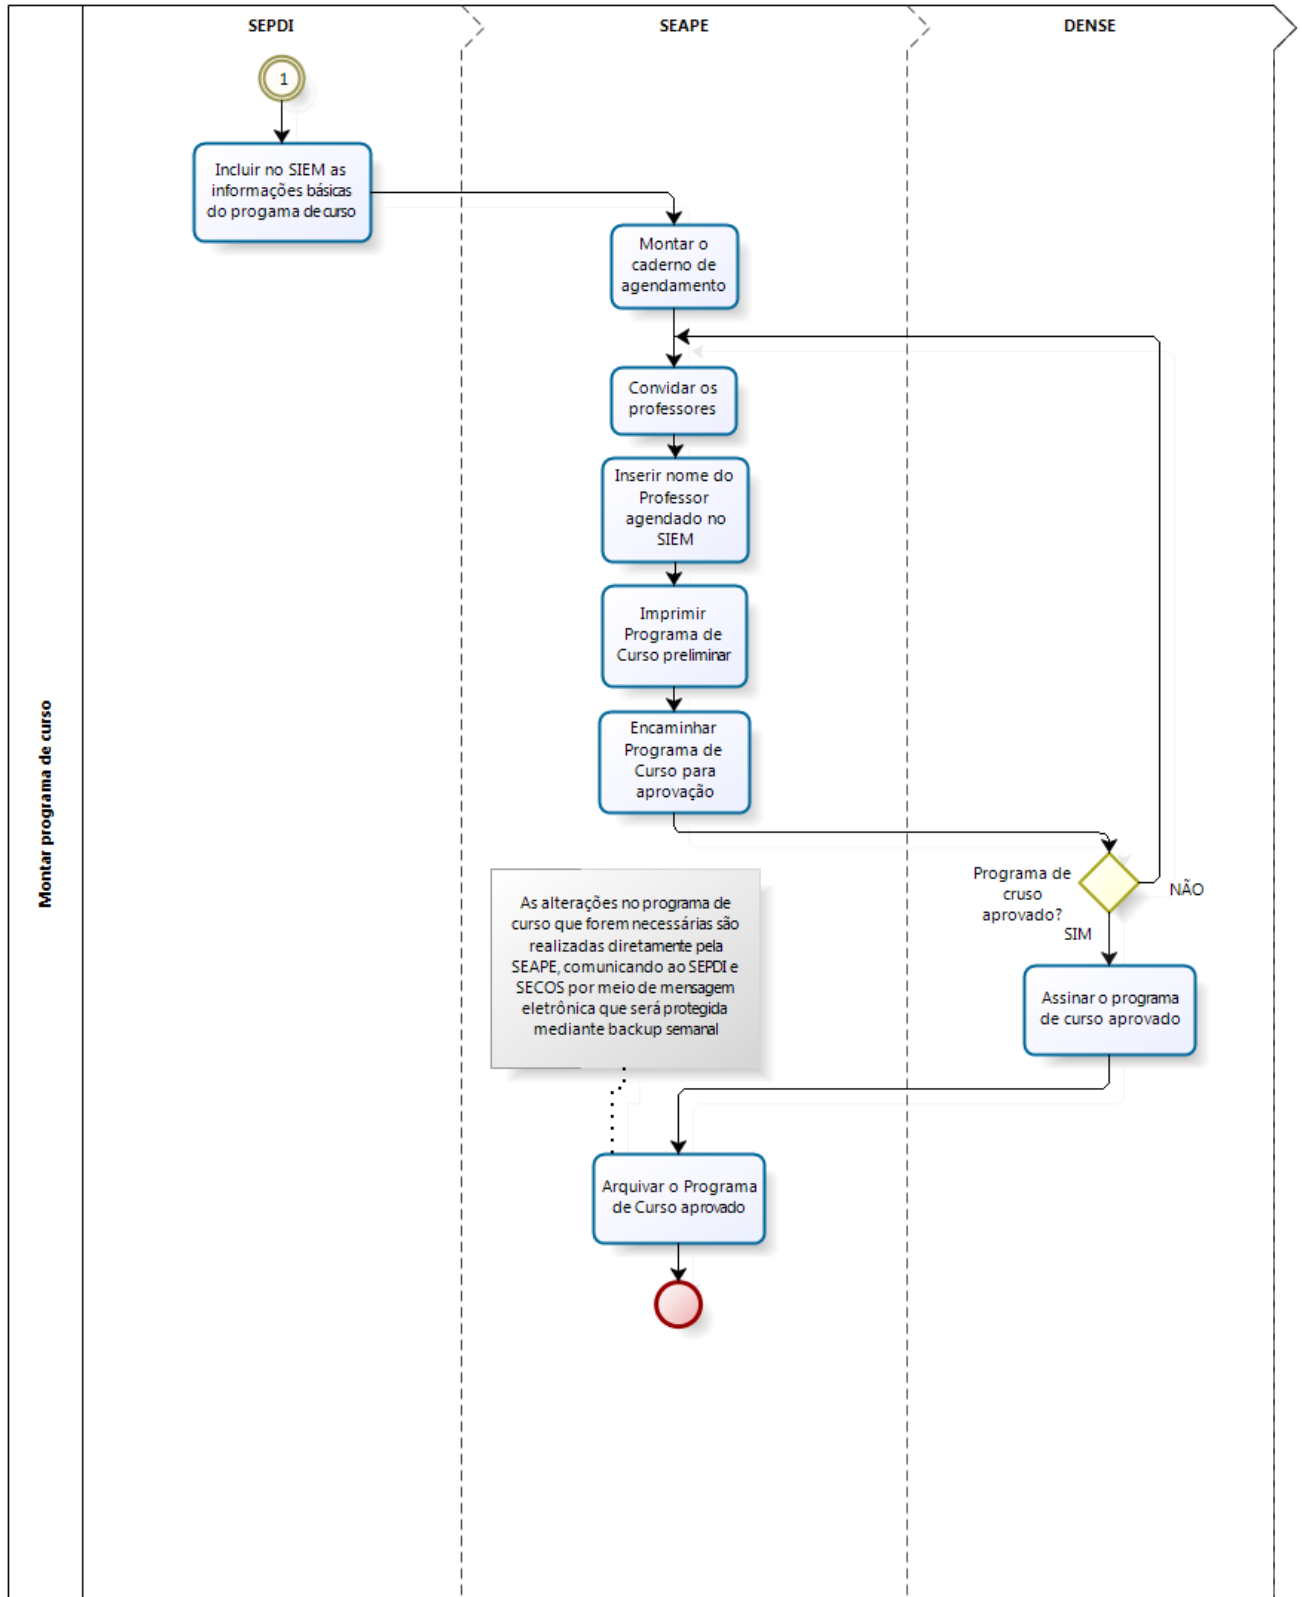 SEPDI
SEAPE
DENSE
1
Incluir no SIEM as
informações básicas
do progama de curso
Montar o
caderno de
agendamento
Convidar os
professores
Inserir nome do
Professor
agendado no
SIEM
Imprimir
Programa de
Curso preliminar
Encaminhar
Programa de
Curso para
aprovação
Programa de
cruso
aprovado?
NÃO
SIM
As alterações no programa de
curso que forem necessárias são
realizadas diretamente pela
SEAPE, comunicando ao SEPDI e
SECOS por meio de mensagem
eletrônica que será protegida
mediante backup semanal
Assinar o programa
de curso aprovado
Arquivar o Programa
de Curso aprovado
Montar programa de curso